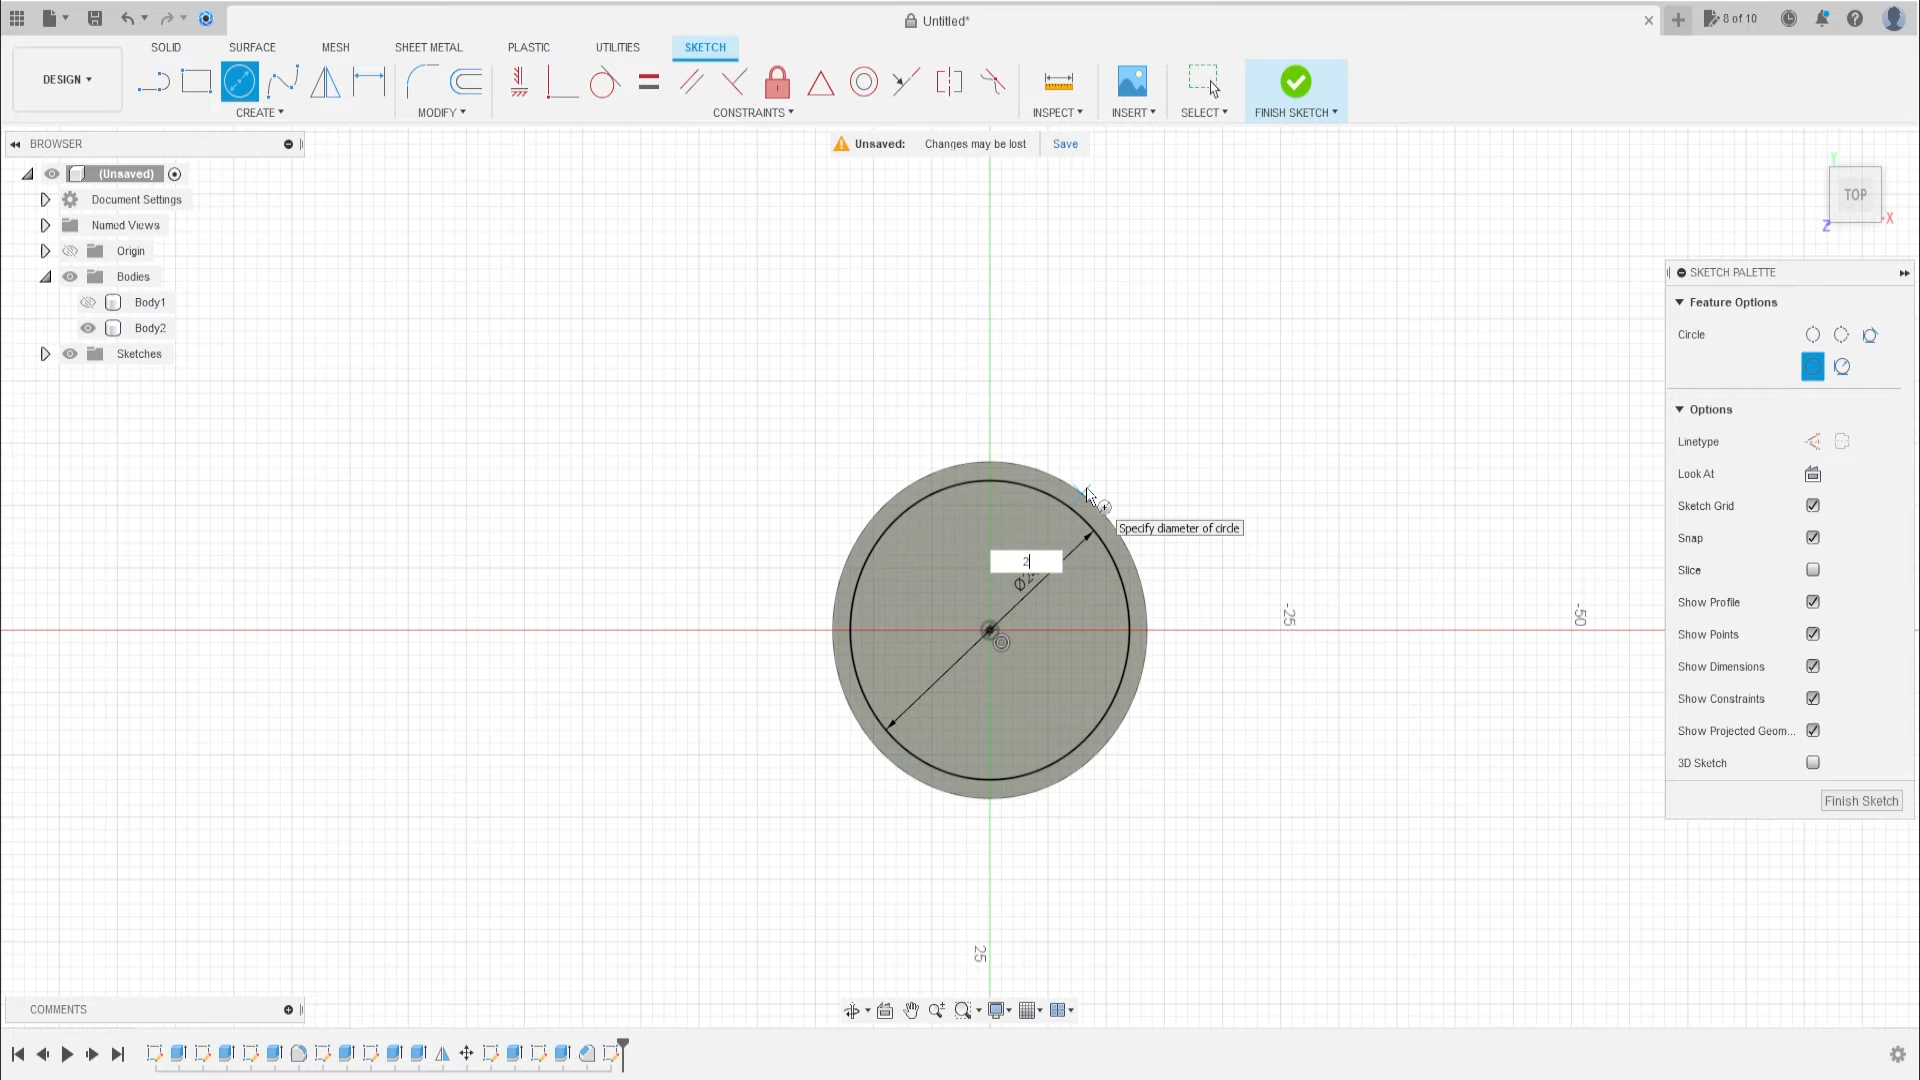 Untitled*
8 of 10
SOLID
SURFACE
MESH
SHEET METAL
PLASTIC
UTILITIES
SKETCH
DESIGN
CREATE
MODIFY
CONSTRAINTS
INSPECT
INSERT
SELECT
FINISH SKETCH
BROWSER
Unsaved: Changes may be lost Save
(Unsaved)
Document Settings
Named Views
Origin
Bodies
Body1
Body2
Sketches
Y
TOP
X
Z
SKETCH PALETTE
Feature Options
Circle
Options
Linetype
Look At
Sketch Grid
Snap
Slice
Show Profile
Show Points
Show Dimensions
Show Constraints
Show Projected Geom...
3D Sketch
Finish Sketch
Specify diameter of circle
2
-25
-50
25
COMMENTS